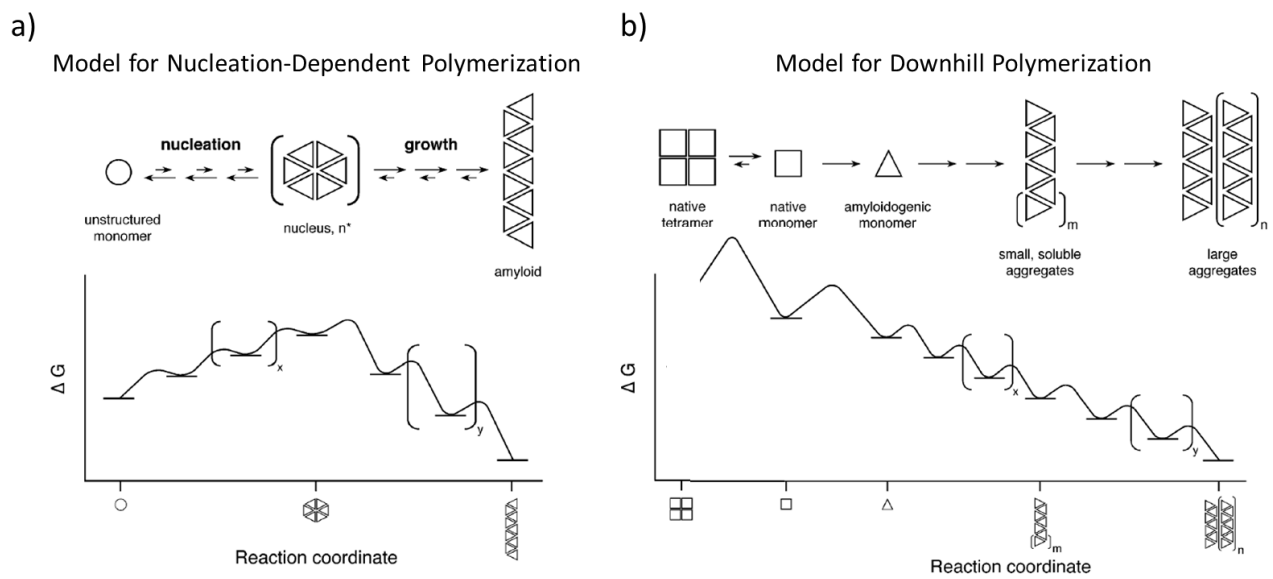 a)
Model for Nucleation-Dependent Polymerization
nucleation
growth
unstructured
monomer
nucleus, n*
amyloid
Δ G
x
y
Reaction coordinate
b)
Model for Downhill Polymerization
native
tetramer
native
monomer
amyloidogenic
monomer
m
small, soluble
aggregates
n
large
aggregates
Δ G
x
y
m
n
Reaction coordinate